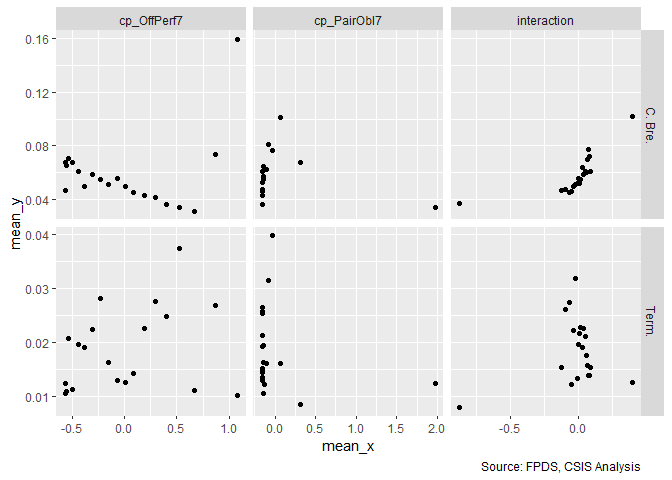 cp_OffPerf7 cp_PairObl7 interaction
0.16
0.12
0.08
0.04
C. Bre.
mean_y
0.04
0.03
0.02
0.01
Term.
-0.5 0.0 0.5 1.0 0.0 0.5 1.0 1.5 2.0 -0.5 0.0
mean_x
Source: FPDS, CSIS Analysis